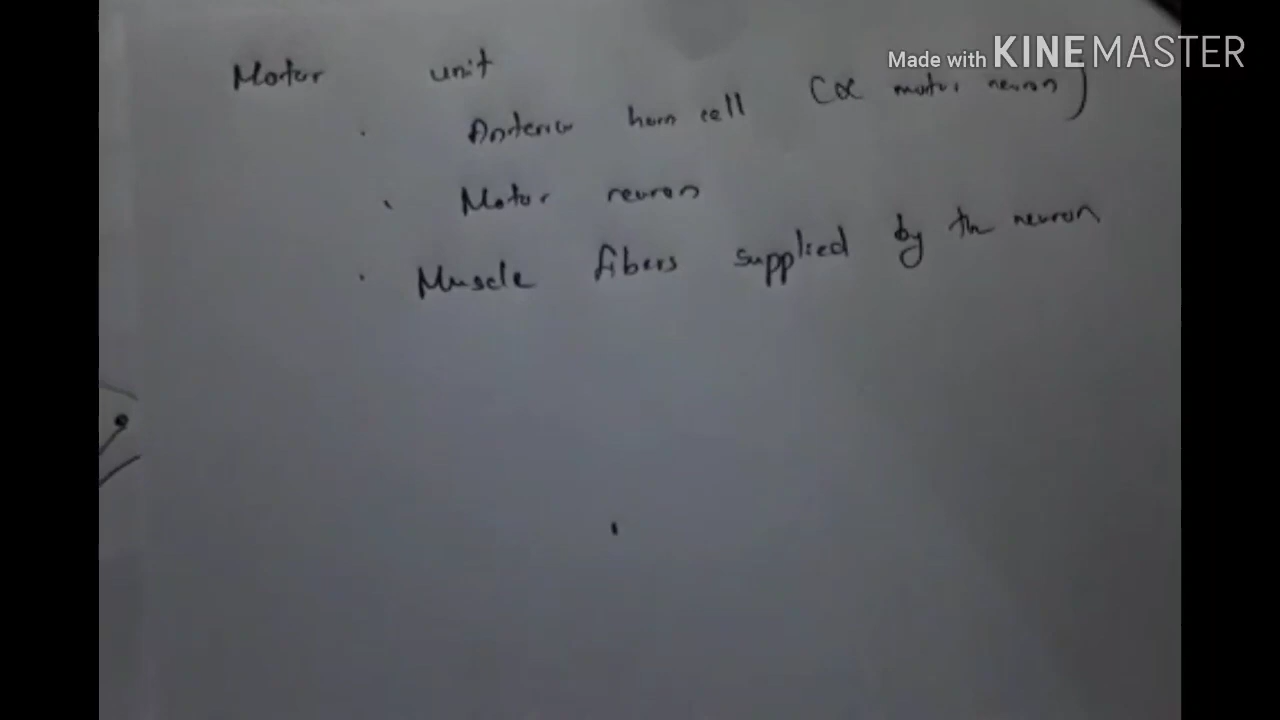 Made with KINEMASTER
Motor unit
Anterior horn cell (α motor neuron)
Motor neuron
Muscle fibers supplied by the neuron